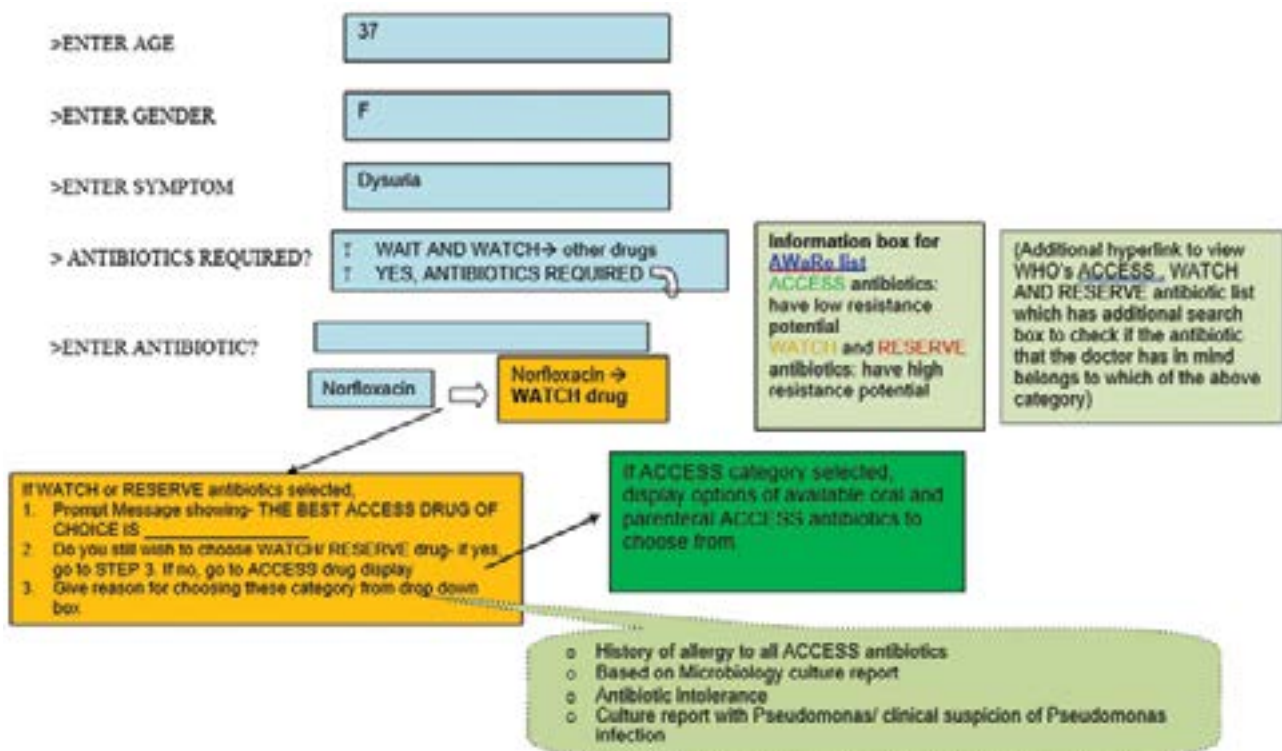 >ENTER AGE
37
>ENTER GENDER
F
>ENTER SYMPTOM
Dysuria
> ANTIBIOTICS REQUIRED?
WAIT AND WATCH→ other drugs
YES, ANTIBIOTICS REQUIRED
>ENTER ANTIBIOTIC?
Norfloxacin
Norfloxacin →
WATCH drug
Information box for
AWaRe list
ACCESS antibiotics:
have low resistance
potential
WATCH and RESERVE
antibiotics: have high
resistance potential
(Additional hyperlink to view
WHO's ACCESS , WATCH
AND RESERVE antibiotic list
which has additional search
box to check if the antibiotic
that the doctor has in mind
belongs to which of the above
category)
If WATCH or RESERVE antibiotics selected,
1. Prompt Message showing- THE BEST ACCESS DRUG OF
CHOICE IS ____________________
2. Do you still wish to choose WATCH/ RESERVE drug- if yes
go to STEP 3. If no, go to ACCESS drug display
3. Give reason for choosing these category from drop down
box
If ACCESS category selected,
display options of available oral and
parenteral ACCESS antibiotics to
choose from
o History of allergy to all ACCESS antibiotics
o Based on Microbiology culture report
o Antibiotic Intolerance
o Culture report with Pseudomonas/ clinical suspicion of Pseudomonas
infection